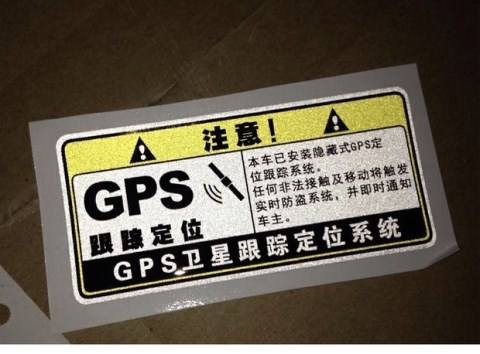 注意!
GPS
跟踪定位
本车已安装隐藏式GPS定
位跟踪系统。
任何非法接触及移动将触发
实时防盗系统，并即时通知
车主。
GPS卫星跟踪定位系统